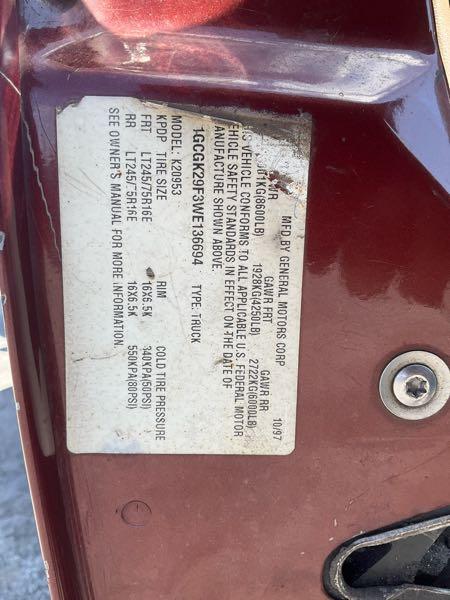 MFD BY GENERAL MOTORS CORP 10/97
GAWR FRT GAWR RR
(8600LB) 1928KG(4250LB) 2722KG(6000LB)
VEHICLE CONFORMS TO ALL APPLICABLE U.S. FEDERAL MOTOR
VEHICLE SAFETY STANDARDS IN EFFECT ON THE DATE OF
MANUFACTURE SHOWN ABOVE.
1GCGK29F3WE136694 TYPE: TRUCK
MODEL: K20953
KPDP TIRE SIZE RIM COLD TIRE PRESSURE
FRT LT245/75R16E 16X6.5K 340KPA(50PSI)
RR LT245/75R16E 16X6.5K 550KPA(80PSI)
SEE OWNER'S MANUAL FOR MORE INFORMATION.